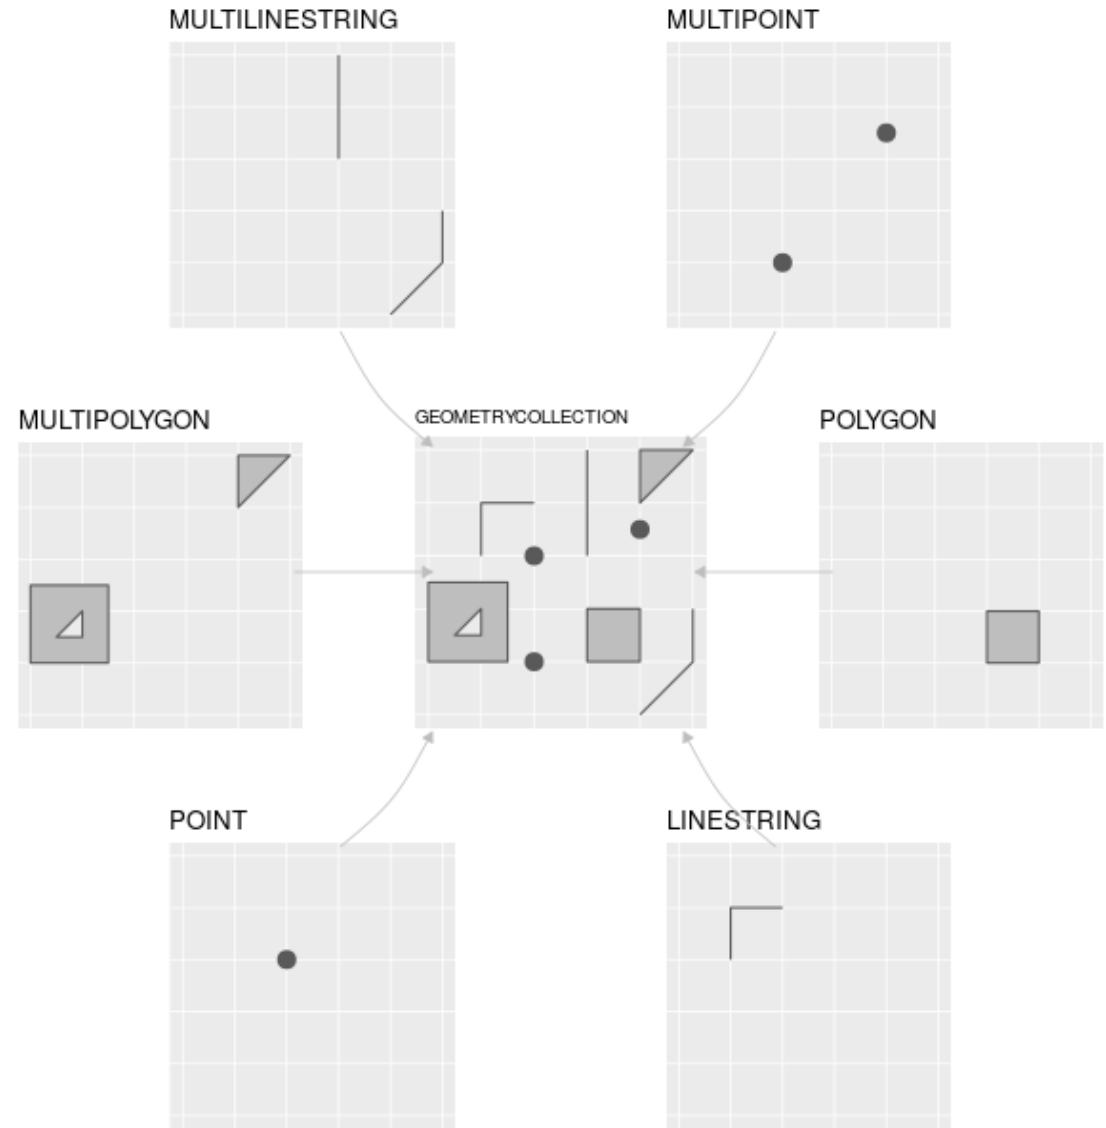 MULTILINESTRING
MULTIPOINT
MULTIPOLYGON
GEOMETRYCOLLECTION
POLYGON
POINT
LINESTRING